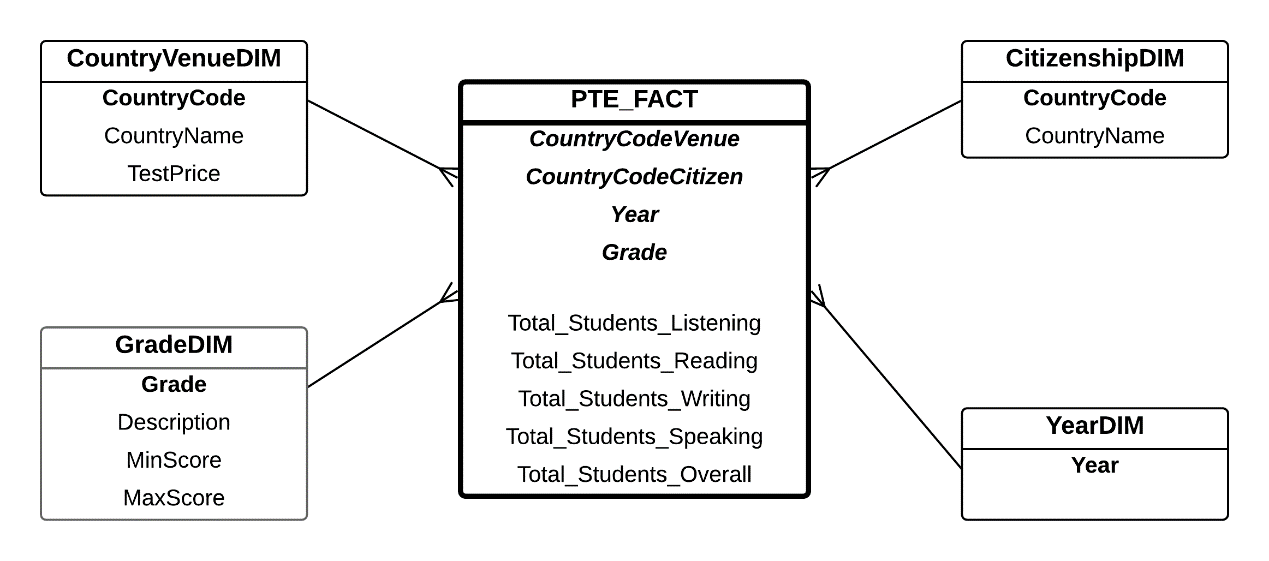 CountryVenueDIM
CountryCode
CountryName
TestPrice
GradeDIM
Grade
Description
MinScore
MaxScore
PTE_FACT
CountryCodeVenue
CountryCodeCitizen
Year
Grade
Total_Students_Listening
Total_Students_Reading
Total_Students_Writing
Total_Students_Speaking
Total_Students_Overall
CitizenshipDIM
CountryCode
CountryName
YearDIM
Year